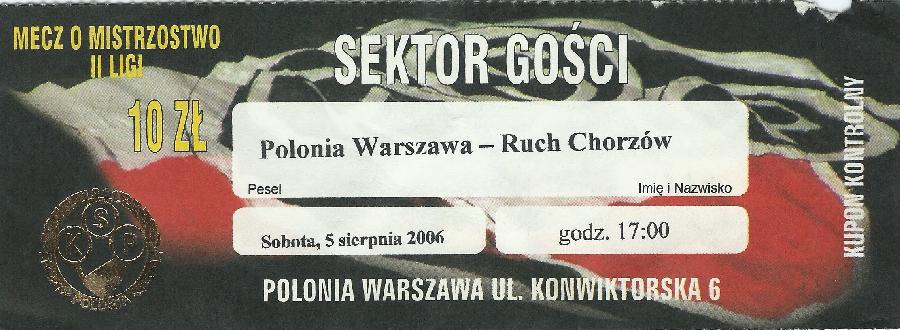 MECZ O MISTRZOSTWO
II LIGI
10 ZŁ
SEKTOR GOŚCI
Polonia Warszawa – Ruch Chorzów
Pesel
Imię i Nazwisko
Sobota, 5 sierpnia 2006
godz. 17:00
POLONIA WARSZAWA UL. KONWIKTORSKA 6
KUPON KONTROLNY
K S P
POLONIA